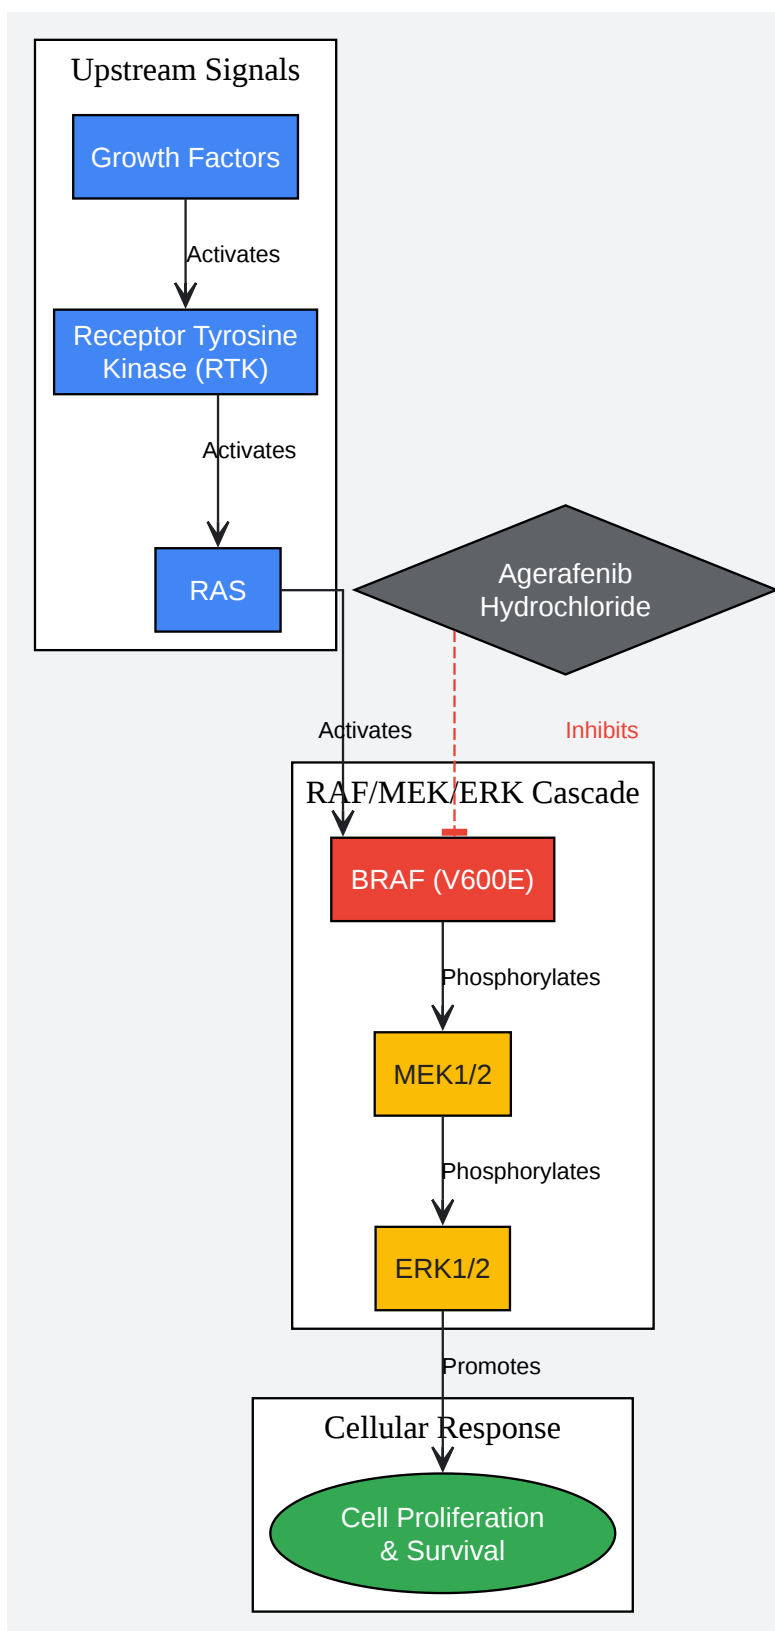 Upstream Signals
Growth Factors
Activates
Receptor Tyrosine
Kinase (RTK)
Activates
RAS
Agerafenib
Hydrochloride
Activates
Inhibits
RAF/MEK/ERK Cascade
BRAF (V600E)
Phosphorylates
MEK1/2
Phosphorylates
ERK1/2
Promotes
Cellular Response
Cell Proliferation
& Survival